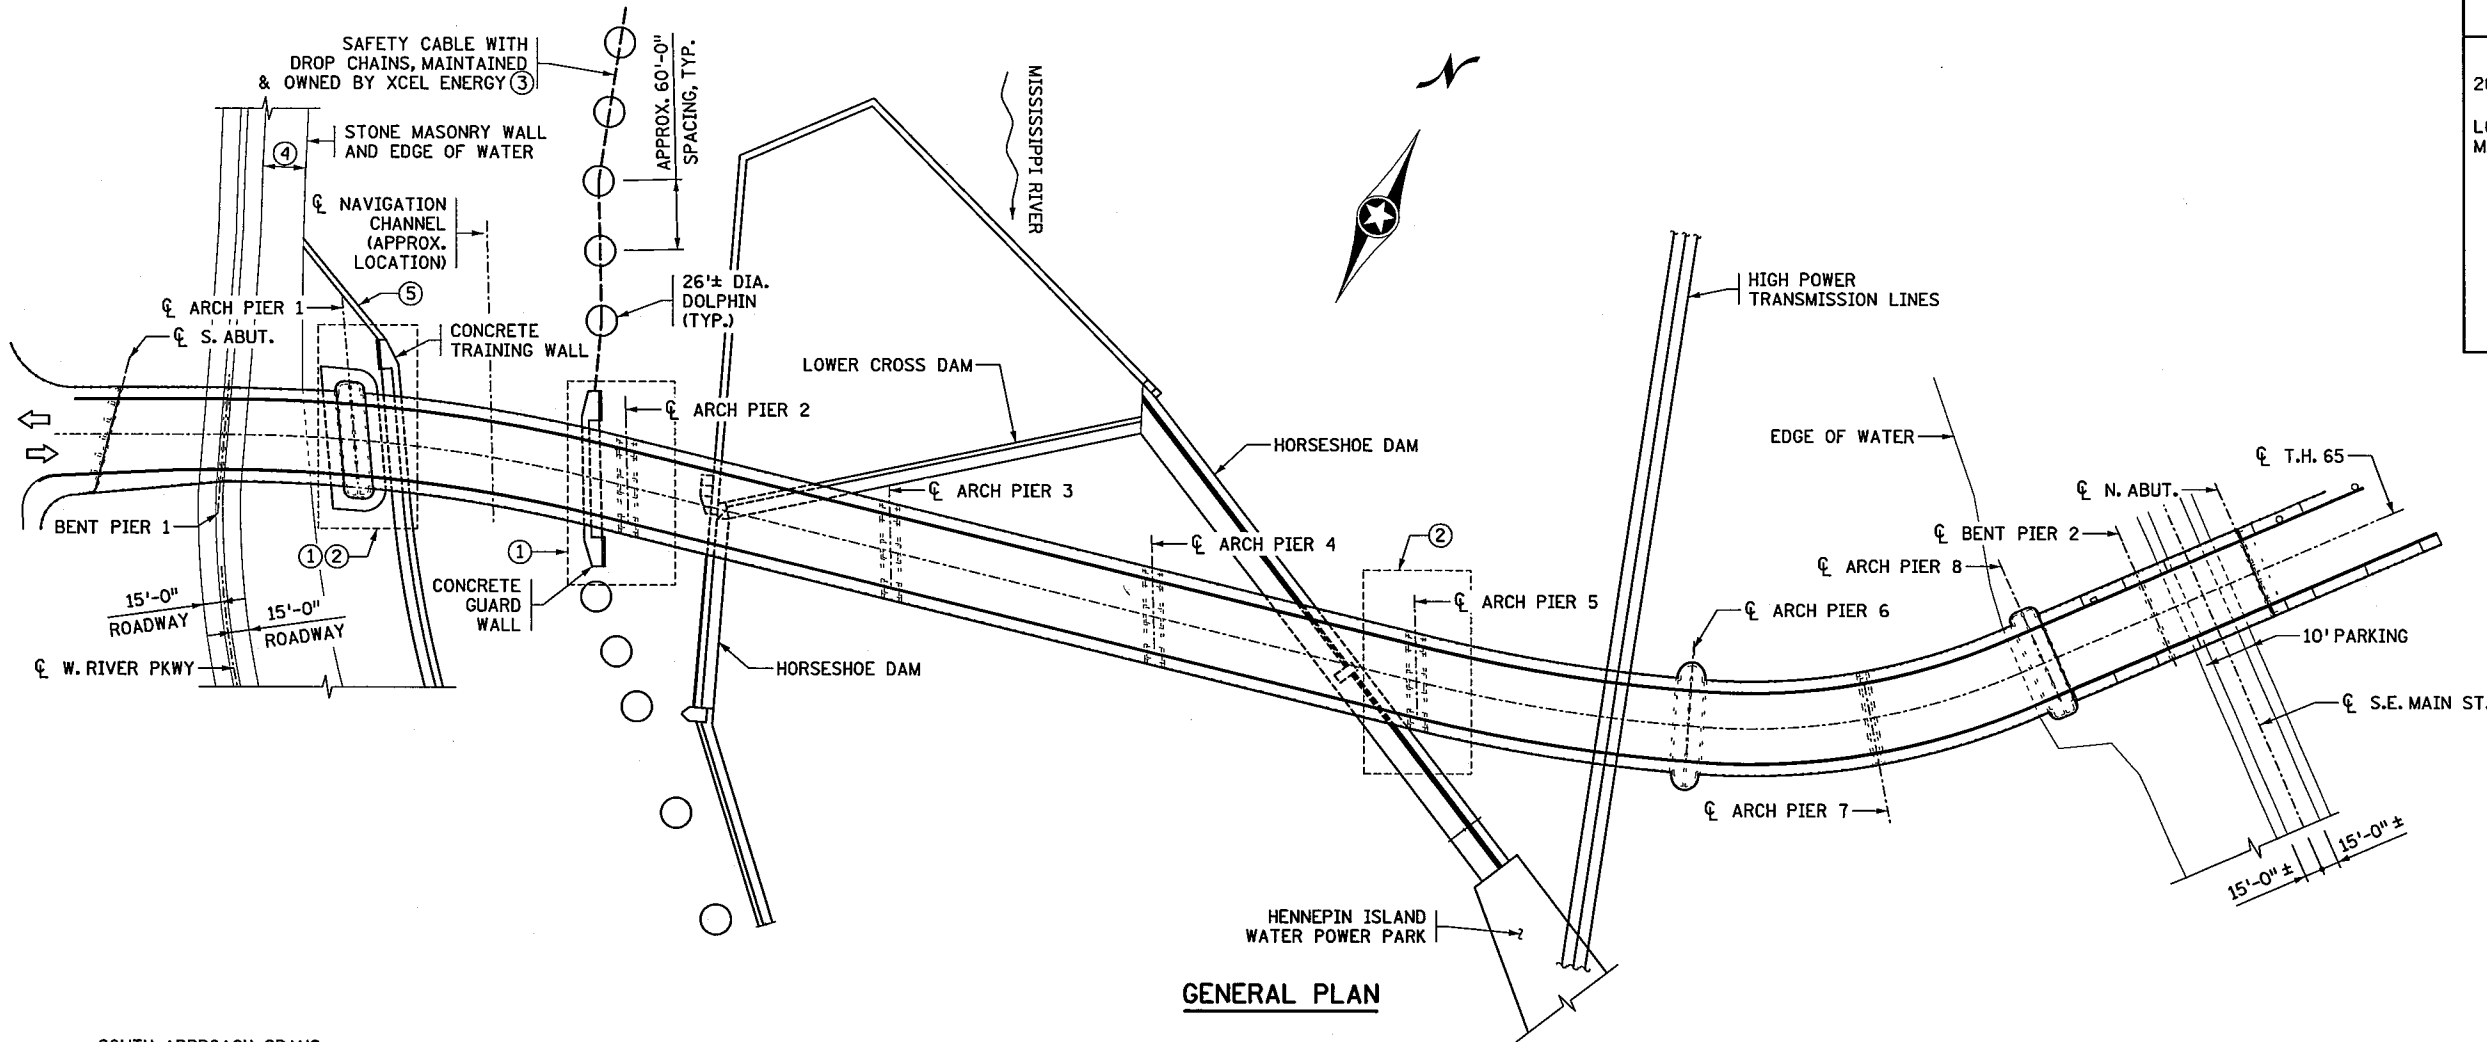 SAFETY CABLE WITH
DROP CHAINS, MAINTAINED
& OWNED BY XCEL ENERGY ③
APPROX. 60'-0"
SPACING, TYP.
MISSISSIPPI RIVER
N
STONE MASONRY WALL
AND EDGE OF WATER
④
℄ NAVIGATION
CHANNEL
(APPROX.
LOCATION)
⑤
℄ ARCH PIER 1
℄ S. ABUT.
CONCRETE
TRAINING WALL
26'± DIA.
DOLPHIN
(TYP.)
HIGH POWER
TRANSMISSION LINES
LOWER CROSS DAM
℄ ARCH PIER 2
HORSESHOE DAM
EDGE OF WATER
℄ T.H. 65
℄ ARCH PIER 3
℄ N. ABUT.
BENT PIER 1
① ②
①
℄ ARCH PIER 4
②
℄ BENT PIER 2
℄ ARCH PIER 8
CONCRETE
GUARD
WALL
15'-0"
ROADWAY
15'-0"
ROADWAY
℄ ARCH PIER 5
℄ ARCH PIER 6
10' PARKING
℄ W. RIVER PKWY
HORSESHOE DAM
℄ S.E. MAIN ST.
℄ ARCH PIER 7
15'-0" ±
15'-0" ±
HENNEPIN ISLAND
WATER POWER PARK
GENERAL PLAN